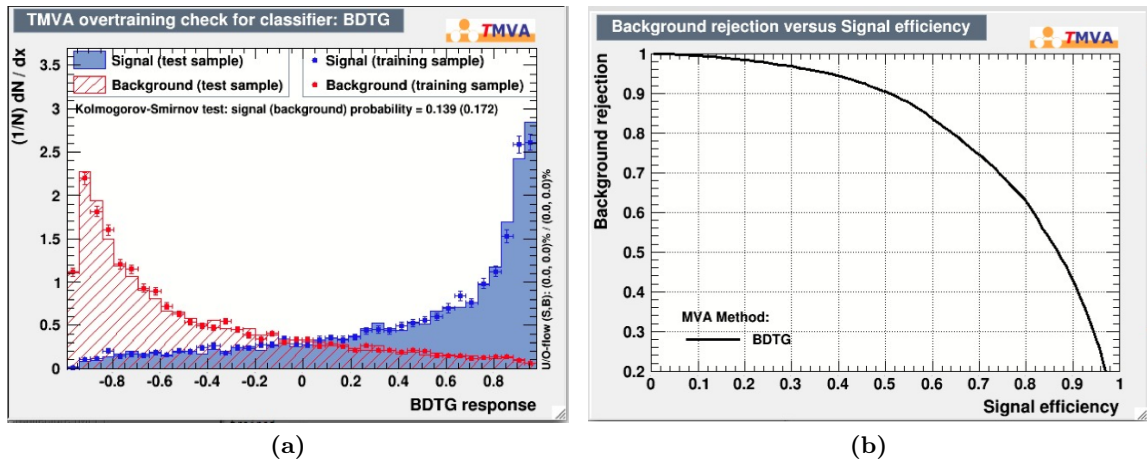 TMVA overtraining check for classifier: BDTG
TMVA
(1/N) dN / dx
3.5
3
2.5
2
1.5
1
0.5
0
Signal (test sample)
Background (test sample)
Signal (training sample)
Background (training sample)
Kolmogorov-Smirnov test: signal (background) probability = 0.139 (0.172)
U/O-flow (S,B): (0.0, 0.0)% / (0.0, 0.0)%
-0.8 -0.6 -0.4 -0.2 0 0.2 0.4 0.6 0.8
BDTG response
(a)
Background rejection versus Signal efficiency
TMVA
Background rejection
1
0.9
0.8
0.7
0.6
0.5
0.4
0.3
0.2
MVA Method:
BDTG
0 0.1 0.2 0.3 0.4 0.5 0.6 0.7 0.8 0.9 1
Signal efficiency
(b)